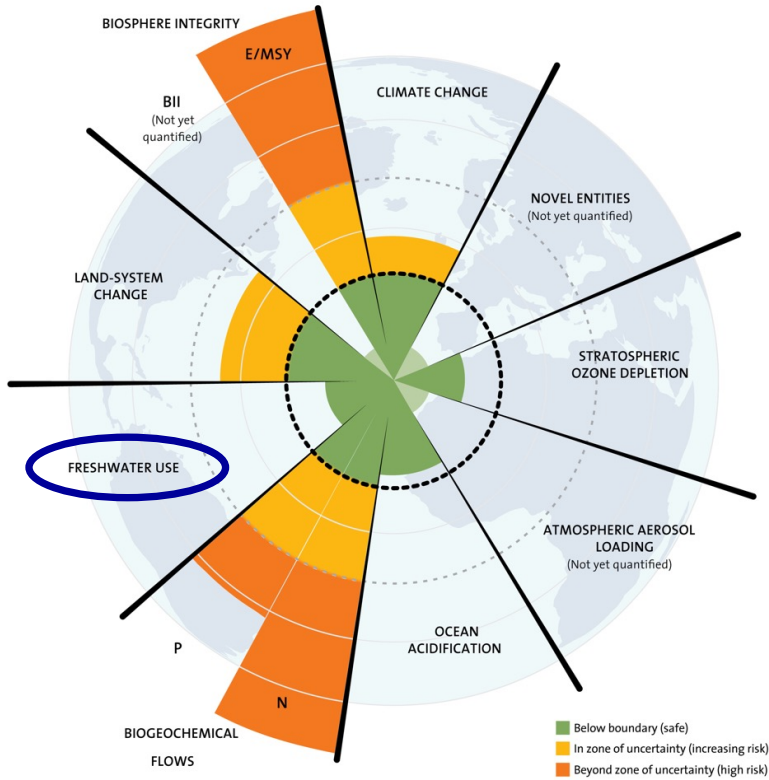 BIOSPHERE INTEGRITY
E/MSY
BII
(Not yet
quantified)
CLIMATE CHANGE
NOVEL ENTITIES
(Not yet quantified)
LAND-SYSTEM
CHANGE
STRATOSPHERIC
OZONE DEPLETION
FRESHWATER USE
ATMOSPHERIC AEROSOL
LOADING
(Not yet quantified)
OCEAN
ACIDIFICATION
P
N
BIOGEOCHEMICAL
FLOWS
Below boundary (safe)
In zone of uncertainty (increasing risk)
Beyond zone of uncertainty (high risk)